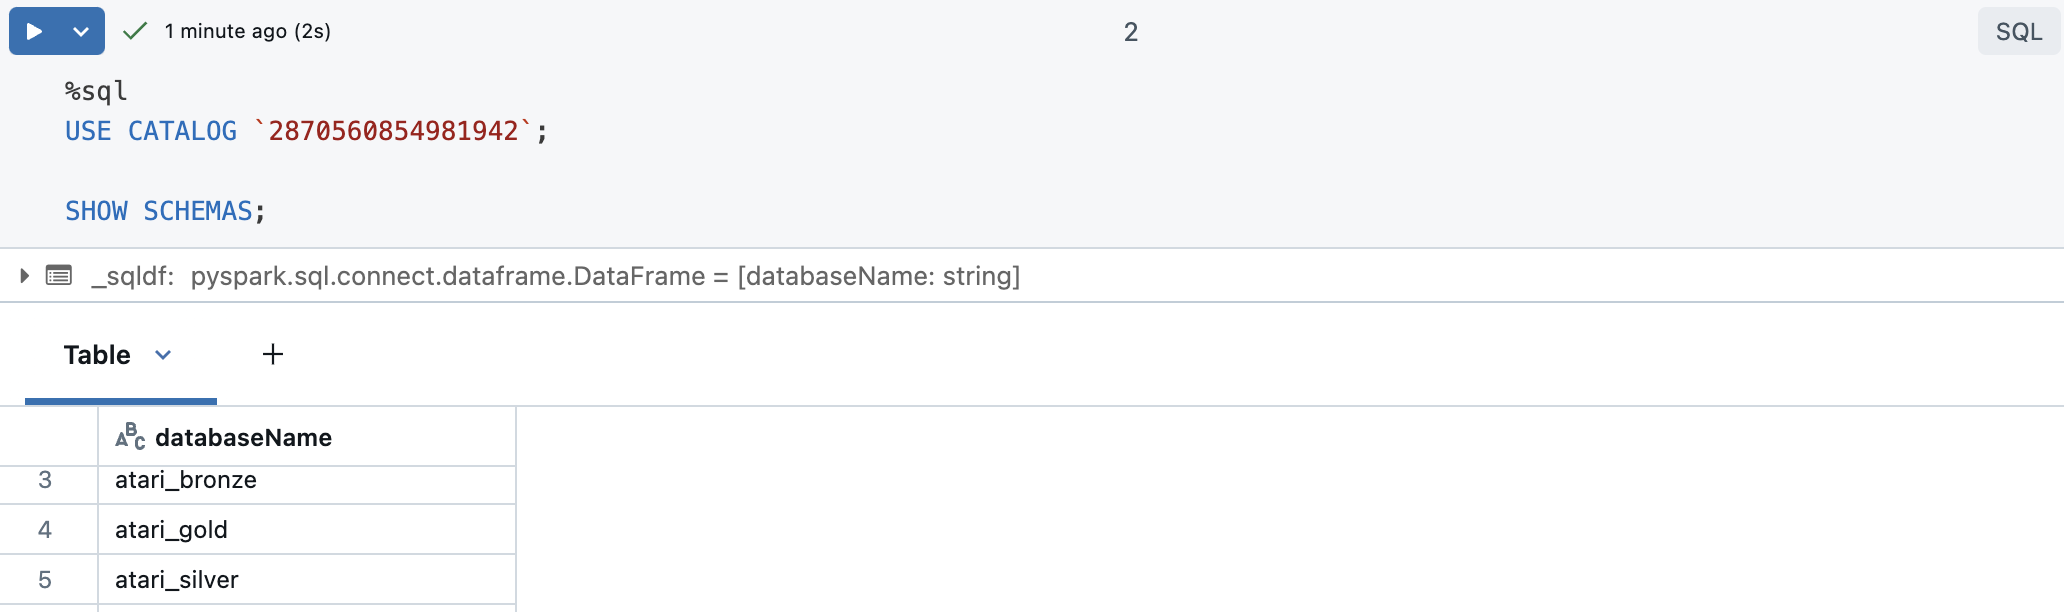 1 minute ago (2s)
2
SQL
%sql
USE CATALOG `2870560854981942`;
SHOW SCHEMAS;
_sqldf: pyspark.sql.connect.dataframe.DataFrame = [databaseName: string]
Table
ABC databaseName
3 atari_bronze
4 atari_gold
5 atari_silver